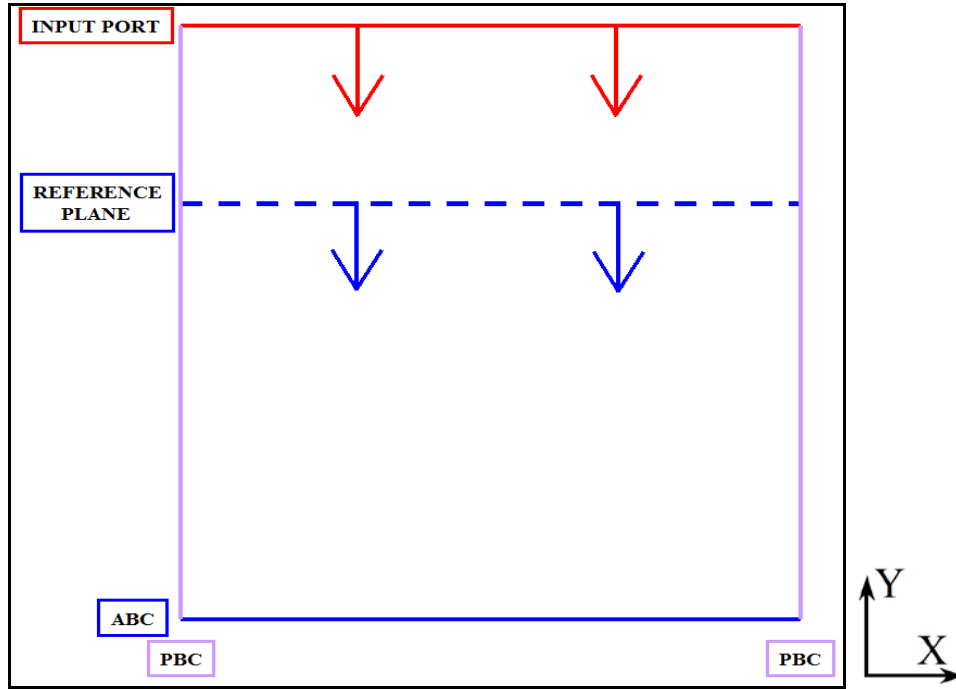 INPUT PORT
REFERENCE
PLANE
ABC
PBC
PBC
Y
X